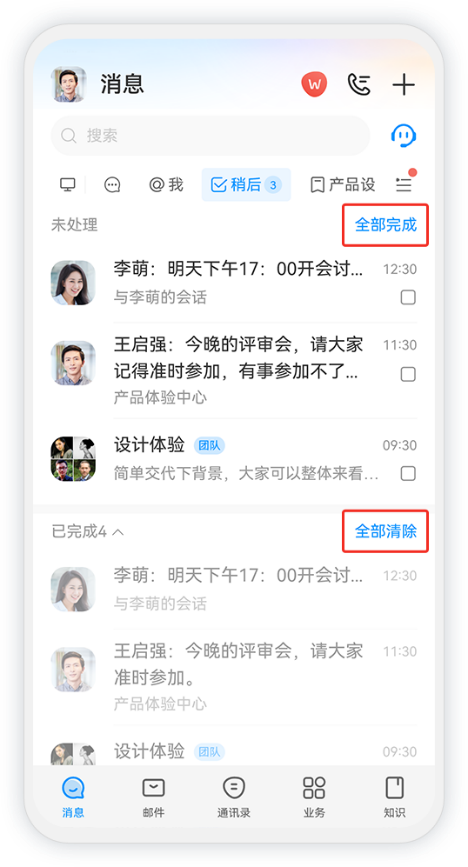 消息
W
搜索
@我
稍后 3
产品设
未处理
全部完成
李萌：明天下午17：00开会讨...
12:30
与李萌的会话
王启强：今晚的评审会，请大家
11:30
记得准时参加，有事参加不了...
产品体验中心
设计体验
团队
09:30
简单交代下背景，大家可以整体来看...
已完成4
全部清除
李萌：明天下午17：00开会讨...
12:30
与李萌的会话
王启强：今晚的评审会，请大家
11:30
准时参加。
产品体验中心
设计体验
团队
09:30
消息
邮件
通讯录
业务
知识